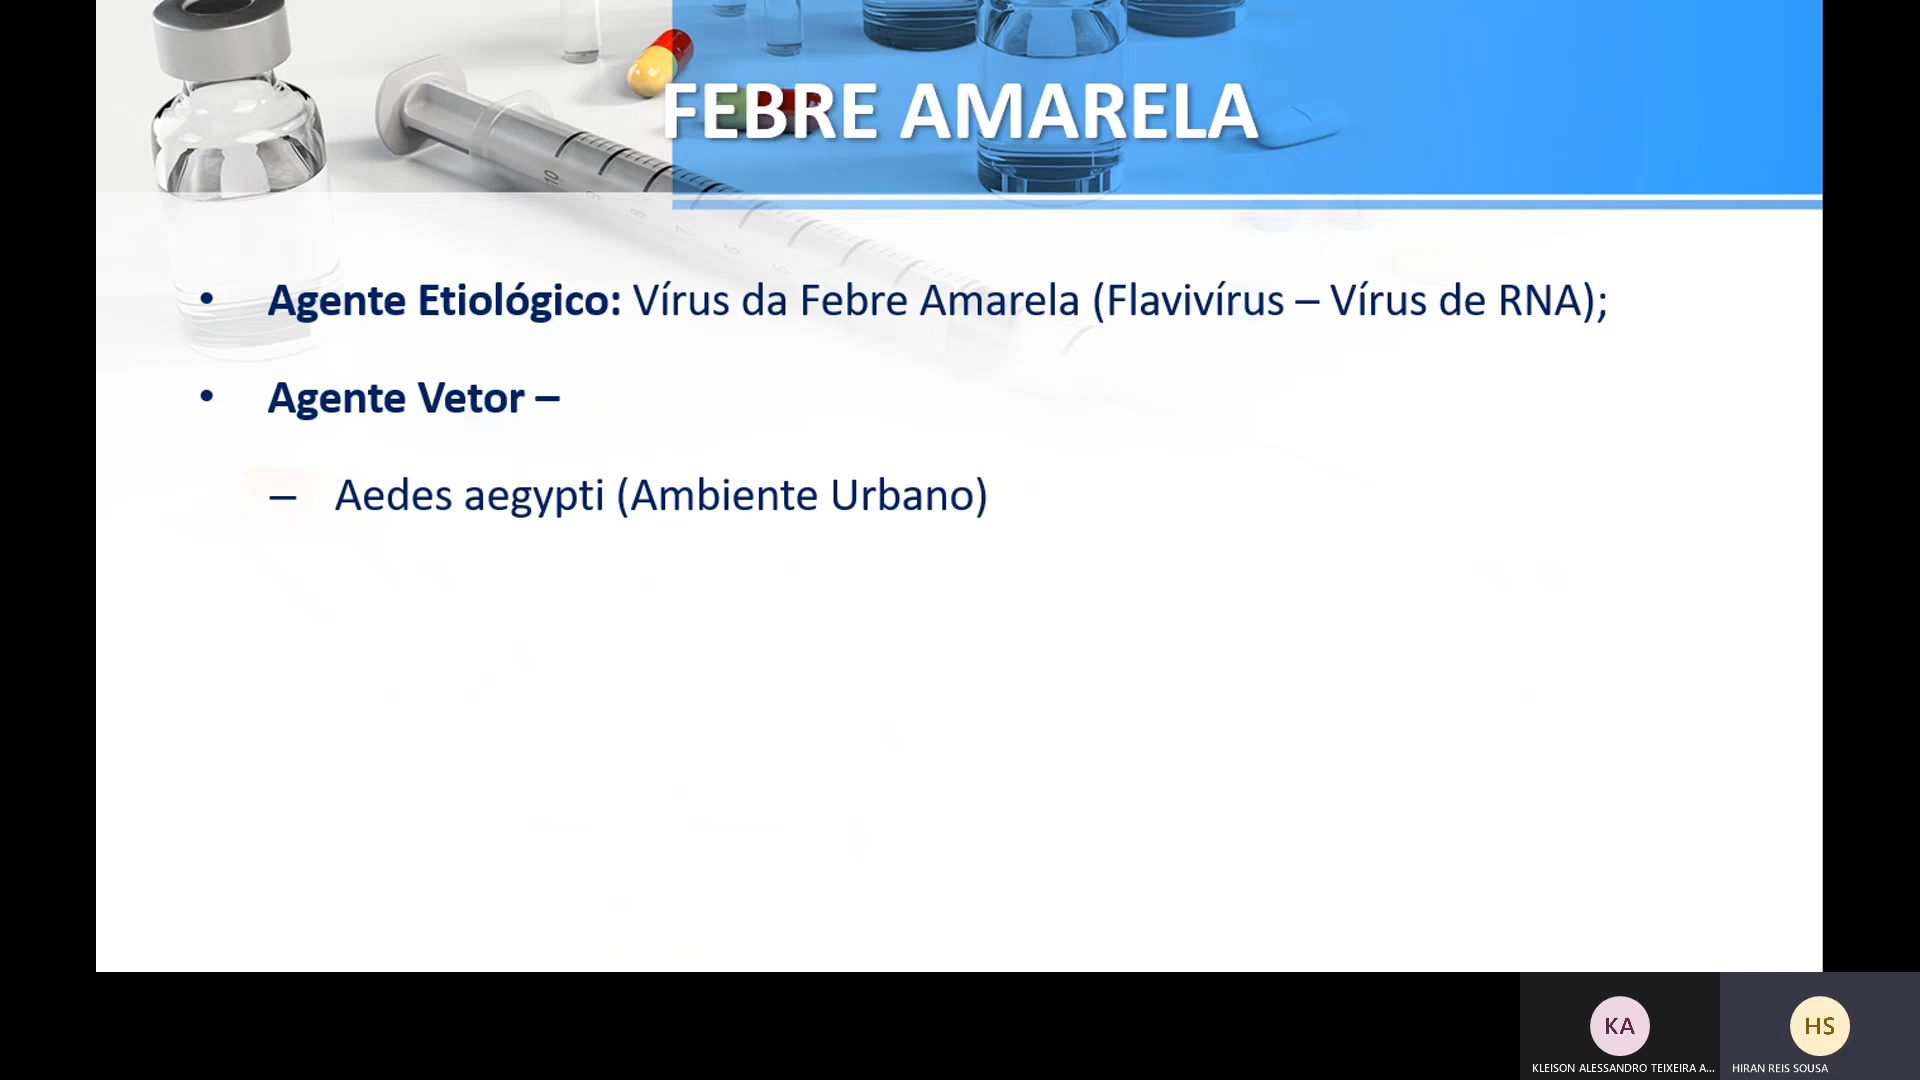 FEBRE AMARELA
• Agente Etiológico: Vírus da Febre Amarela (Flavivírus – Vírus de RNA);
• Agente Vetor –
– Aedes aegypti (Ambiente Urbano)
KA
HS
KLEISON ALESSANDRO TEIXEIRA A...
HIRAN REIS SOUSA